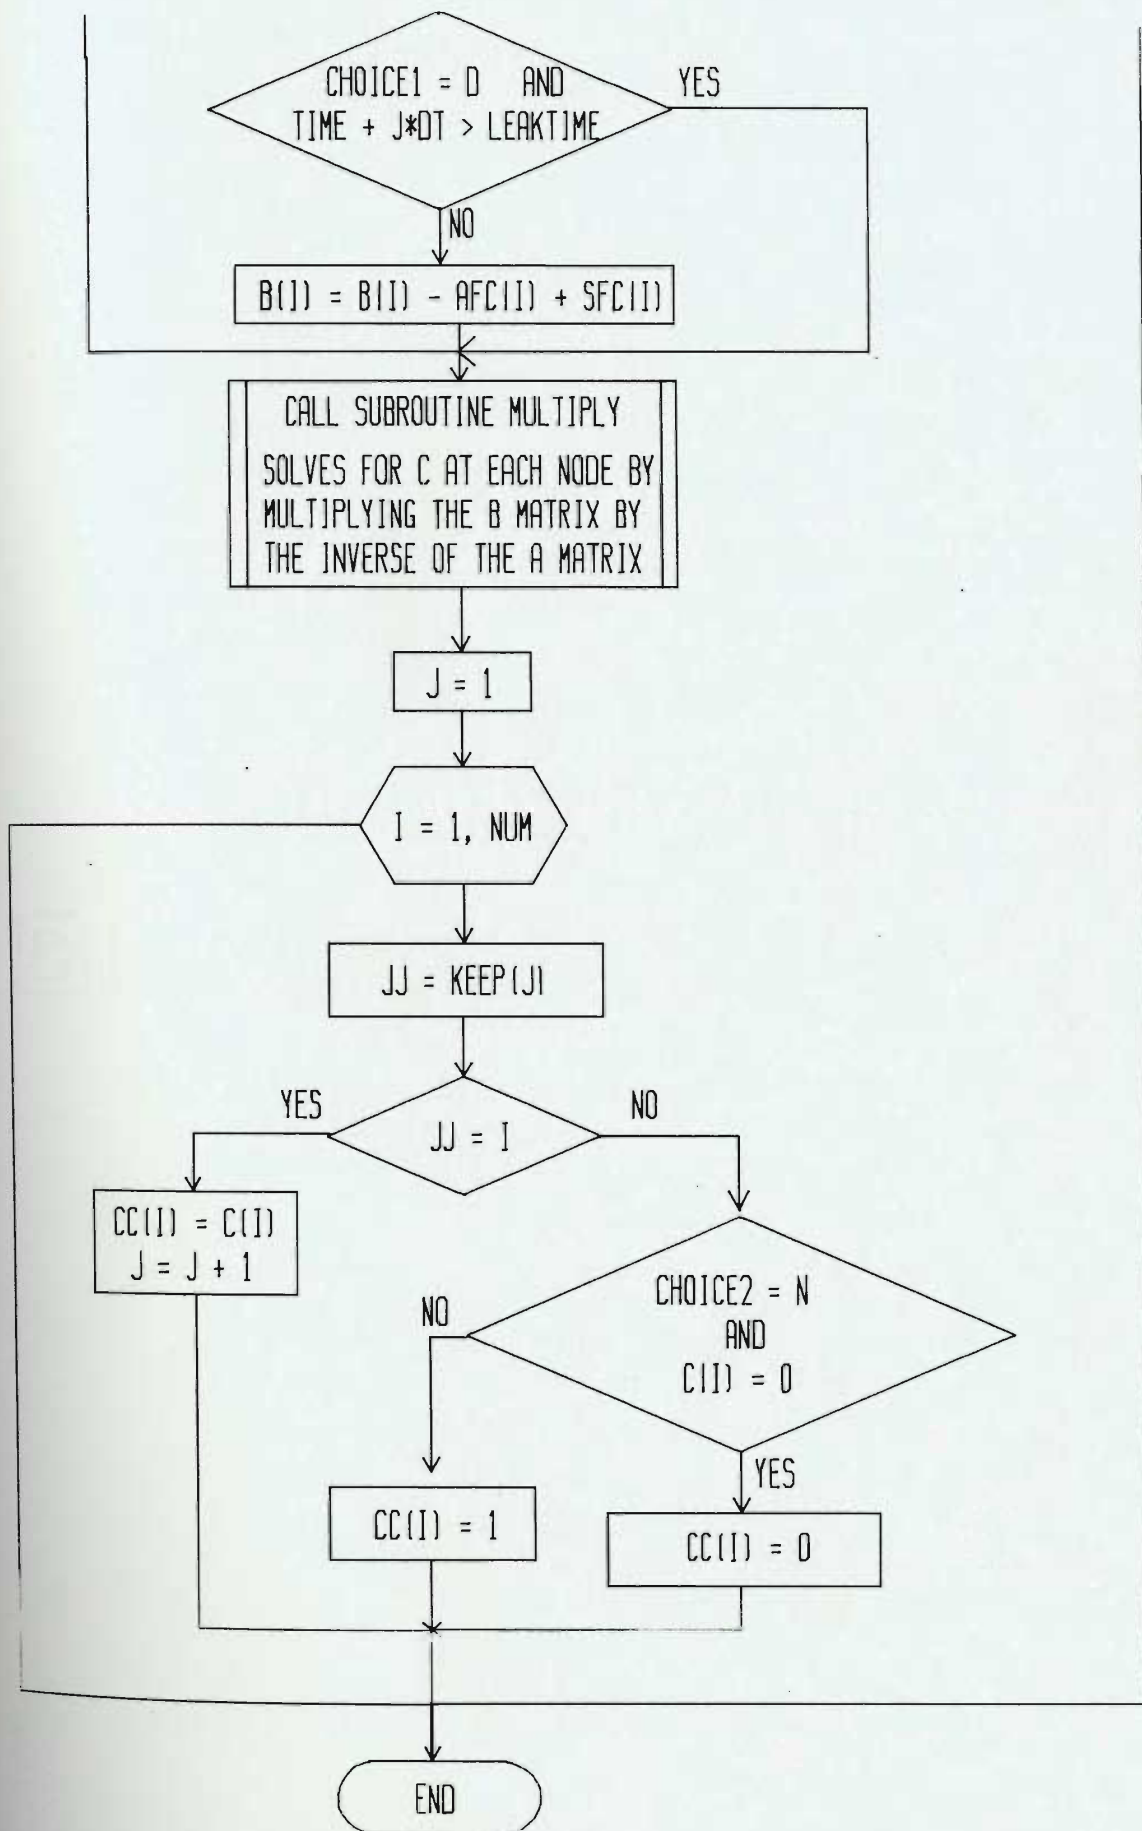 CHOICE1 = D AND
TIME + J*DT > LEAKTIME
YES
NO
B(I) = B(I) - AFC(I) + SFC(I)
CALL SUBROUTINE MULTIPLY
SOLVES FOR C AT EACH NODE BY
MULTIPLYING THE B MATRIX BY
THE INVERSE OF THE A MATRIX
J = 1
I = 1, NUM
JJ = KEEP(J)
YES
JJ = I
NO
CC(I) = C(I)
J = J + 1
CHOICE2 = N
AND
C(I) = 0
NO
YES
CC(I) = 1
CC(I) = 0
END